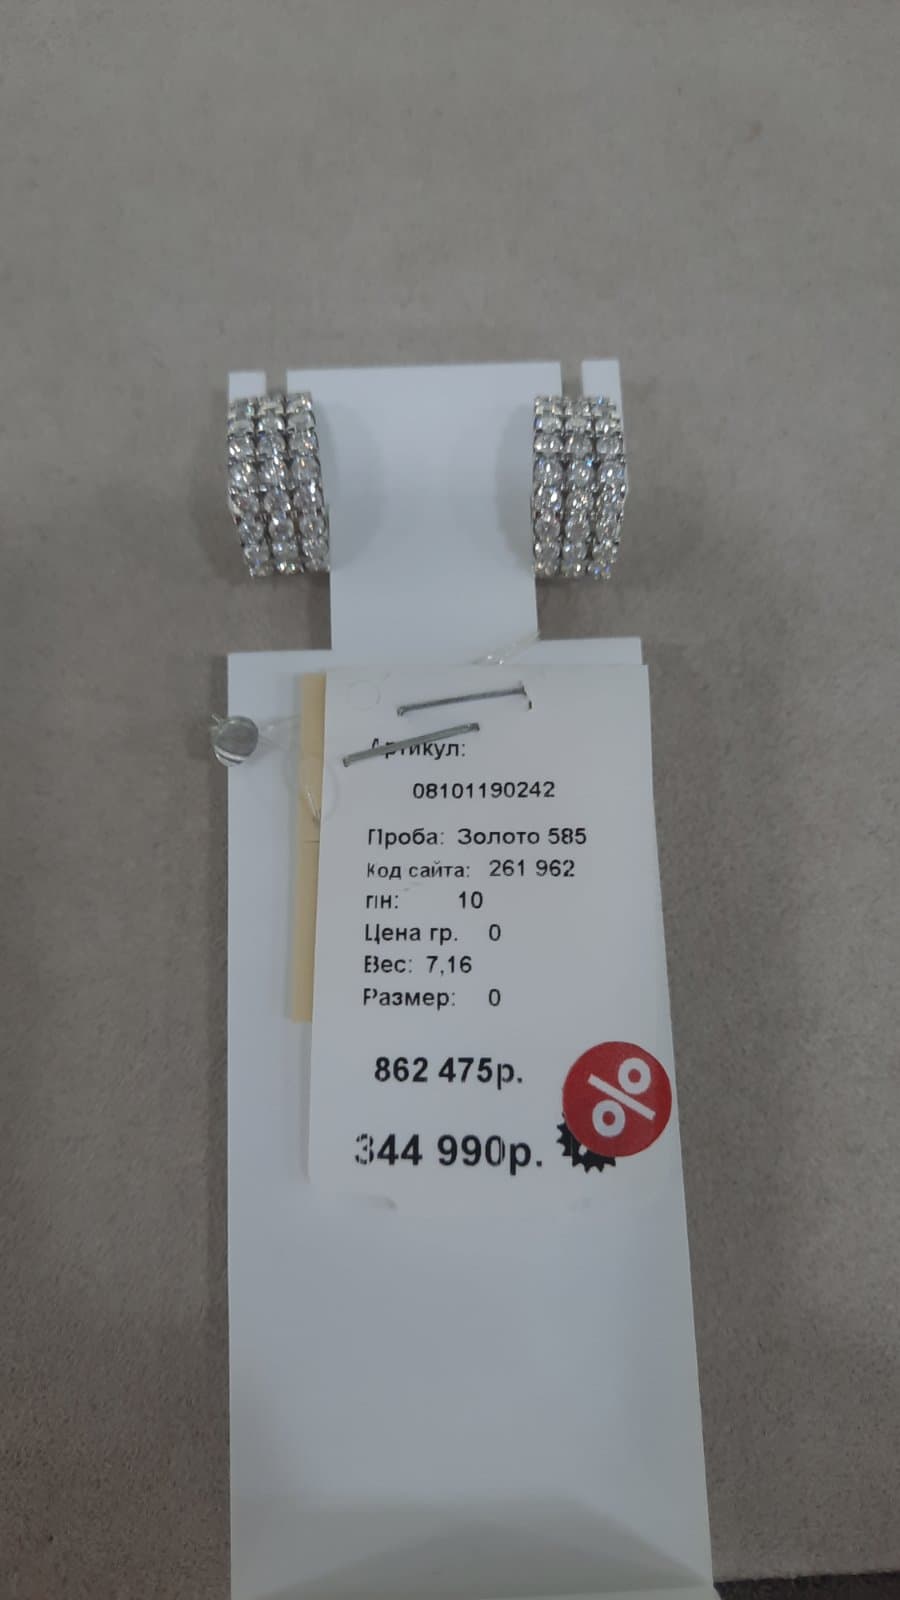 Артикул:
08101190242
Проба: Золото 585
Код сайта: 261 962
пн: 10
Цена гр. 0
Вес: 7,16
Размер: 0
862 475р.
344 990р.
%